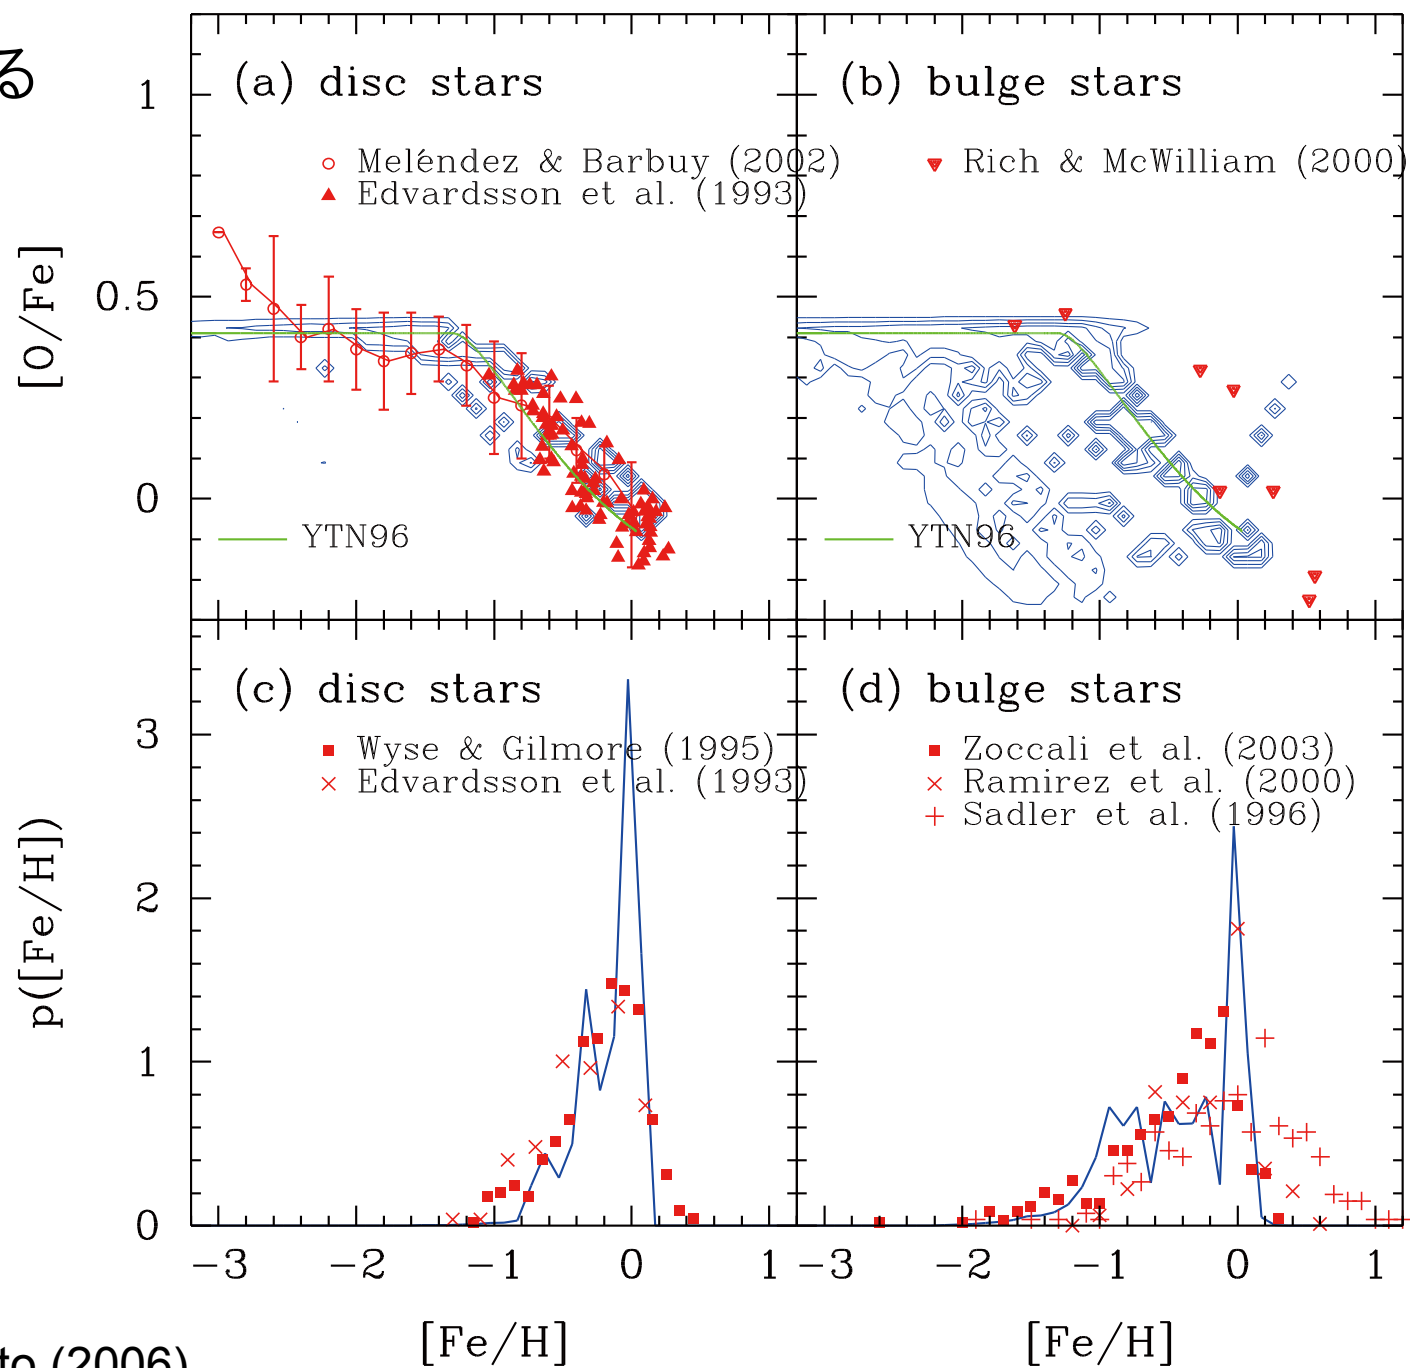 る
(a) disc stars
Meléndez & Barbuy (2002)
Edvardsson et al. (1993)
YTN96
(b) bulge stars
Rich & McWilliam (2000)
YTN96
1
0.5
0
[O/Fe]
(c) disc stars
Wyse & Gilmore (1995)
Edvardsson et al. (1993)
(d) bulge stars
Zoccali et al. (2003)
Ramirez et al. (2000)
Sadler et al. (1996)
3
2
1
0
p([Fe/H])
−3 −2 −1 0 1 −3 −2 −1 0 1
[Fe/H] [Fe/H]
to (2006)